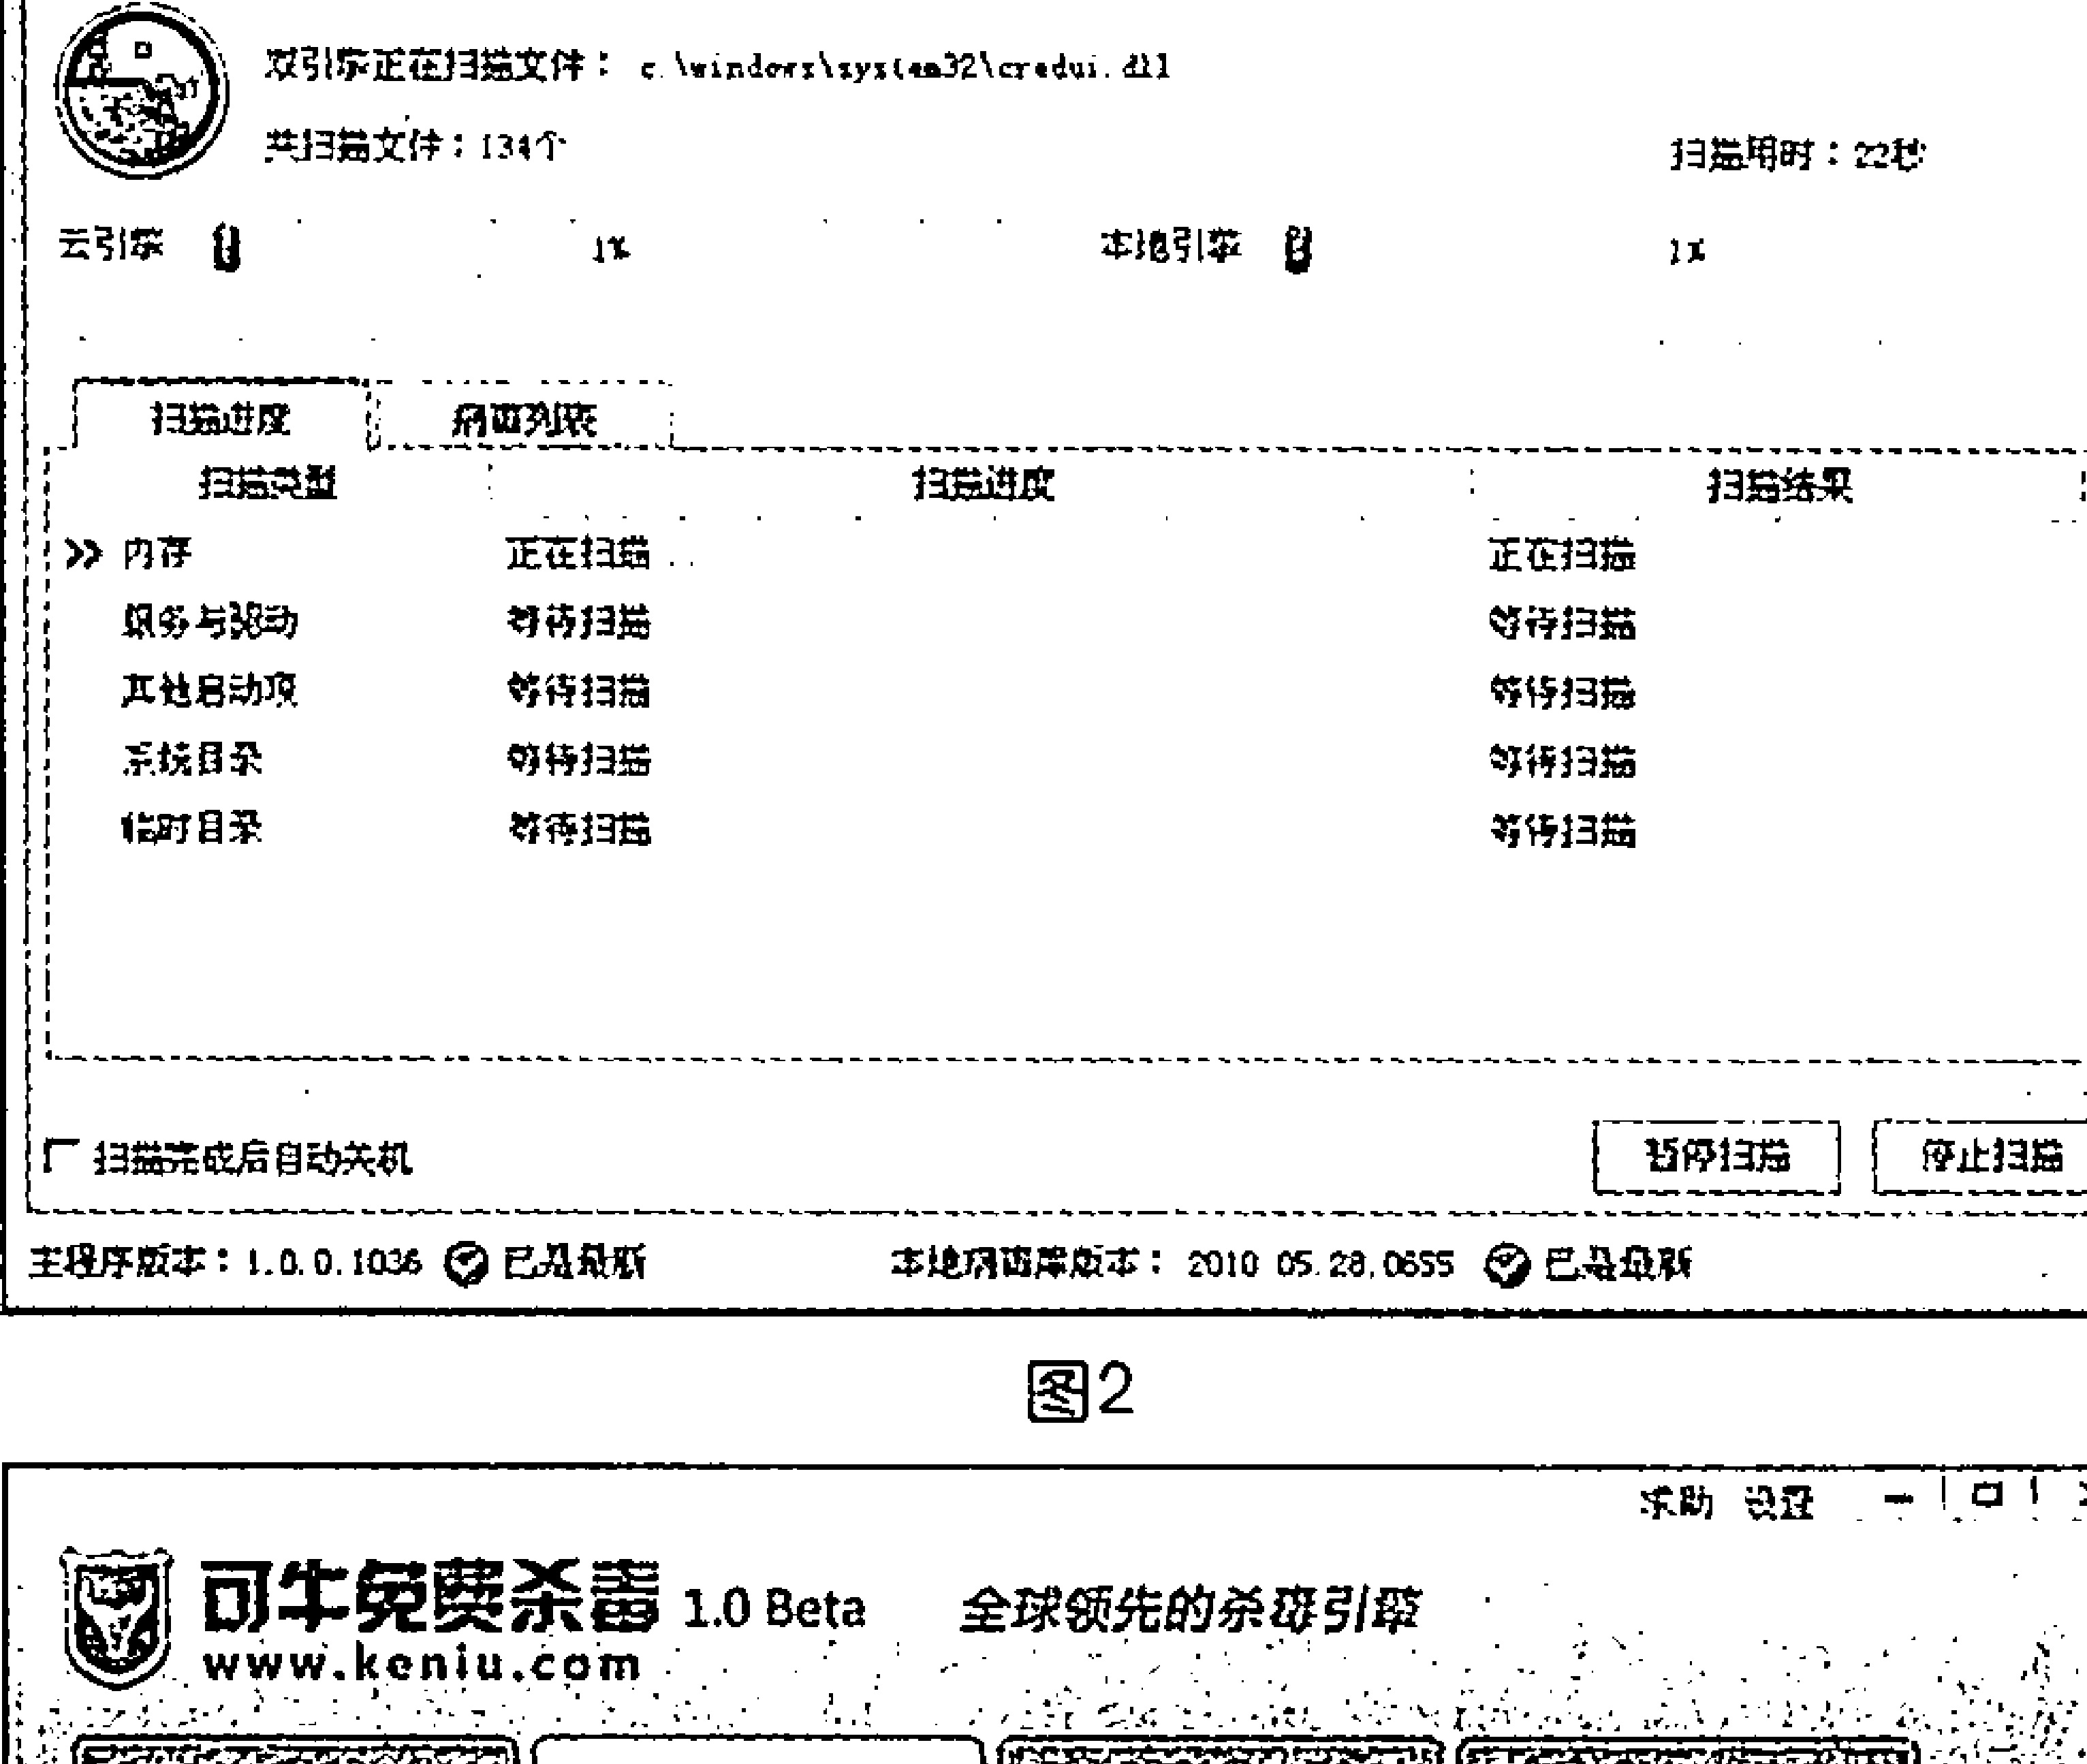 双引擎正在扫描文件： c:\windows\system32\credui.dll
共扫描文件：134个
扫描用时：22秒
云引擎 1% 本地引擎 1%
扫描进度 病毒列表
扫描类型 扫描进度 扫描结果
>> 内存 正在扫描.. 正在扫描
服务与驱动 等待扫描 等待扫描
其他启动项 等待扫描 等待扫描
系统目录 等待扫描 等待扫描
临时目录 等待扫描 等待扫描
扫描完成后自动关机 暂停扫描 停止扫描
主程序版本：1.0.0.1036 已是最新 本地病毒库版本： 2010.05.28.0655 已是最新
图2
求助 设置
可牛免费杀毒 1.0 Beta 全球领先的杀毒引擎
www.keniu.com